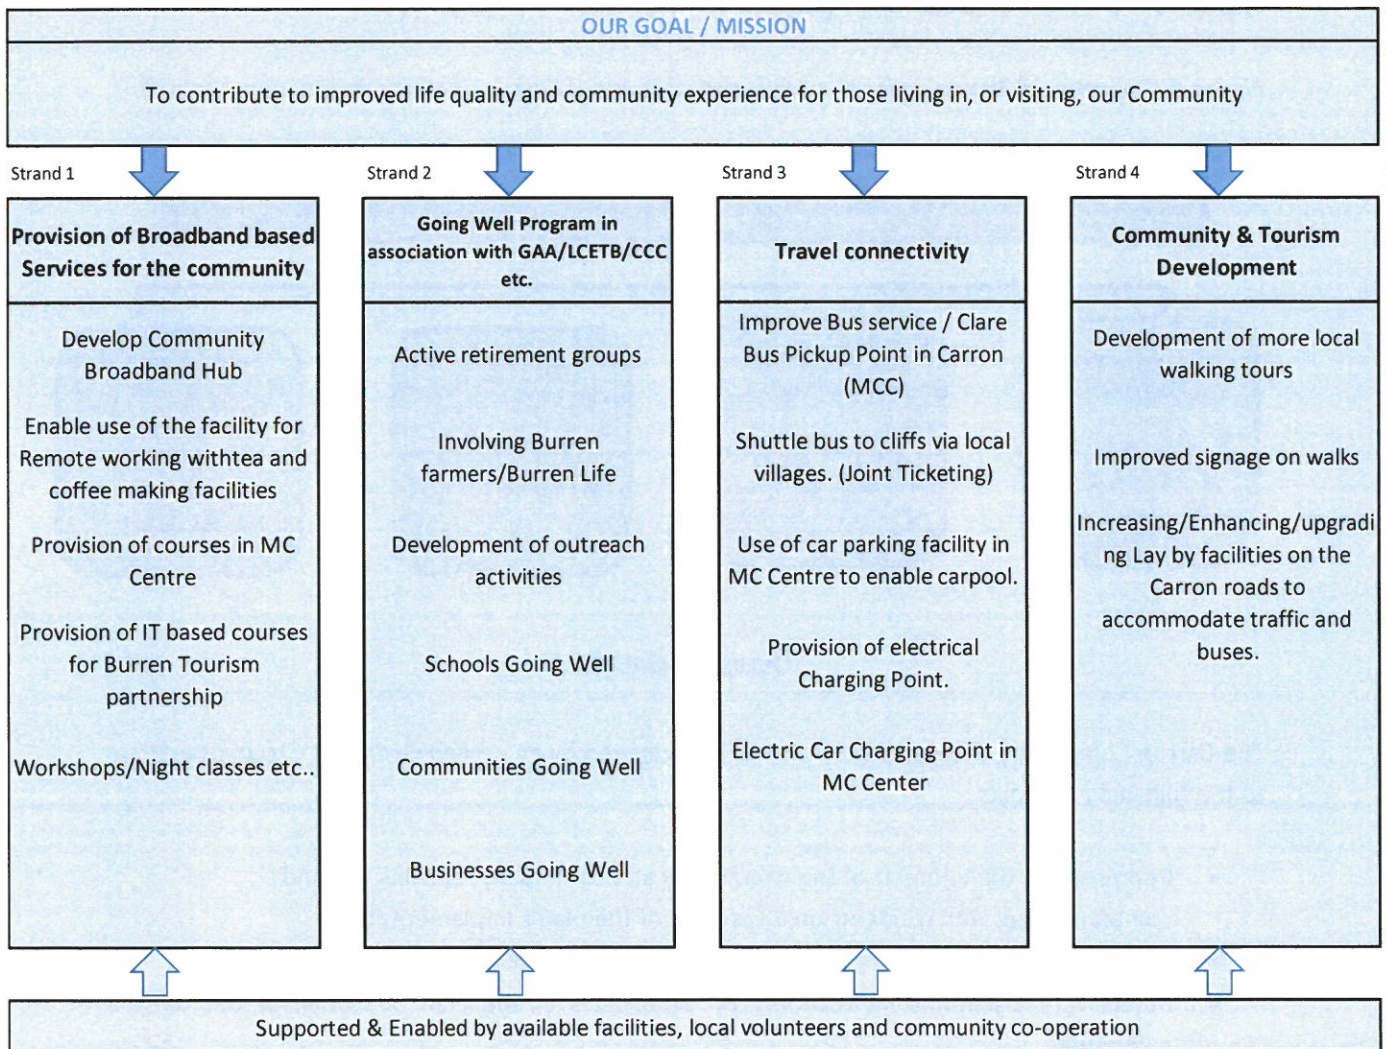 OUR GOAL / MISSION
To contribute to improved life quality and community experience for those living in, or visiting, our Community
Strand 1
Provision of Broadband based
Services for the community
Develop Community
Broadband Hub
Enable use of the facility for
Remote working withtea and
coffee making facilities
Provision of courses in MC
Centre
Provision of IT based courses
for Burren Tourism
partnership
Workshops/Night classes etc..
Strand 2
Going Well Program in
association with GAA/LCETB/CCC
etc.
Active retirement groups
Involving Burren
farmers/Burren Life
Development of outreach
activities
Schools Going Well
Communities Going Well
Businesses Going Well
Strand 3
Travel connectivity
Improve Bus service / Clare
Bus Pickup Point in Carron
(MCC)
Shuttle bus to cliffs via local
villages. (Joint Ticketing)
Use of car parking facility in
MC Centre to enable carpool.
Provision of electrical
Charging Point.
Electric Car Charging Point in
MC Center
Strand 4
Community & Tourism
Development
Development of more local
walking tours
Improved signage on walks
Increasing/Enhancing/upgradi
ng Lay by facilities on the
Carron roads to
accommodate traffic and
buses.
Supported & Enabled by available facilities, local volunteers and community co-operation